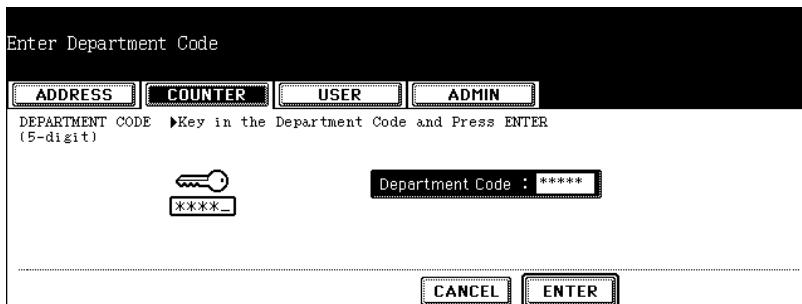 Enter Department Code
ADDRESS COUNTER USER ADMIN
DEPARTMENT CODE ▶Key in the Department Code and Press ENTER
(5-digit)
Department Code : *****
****_
CANCEL ENTER